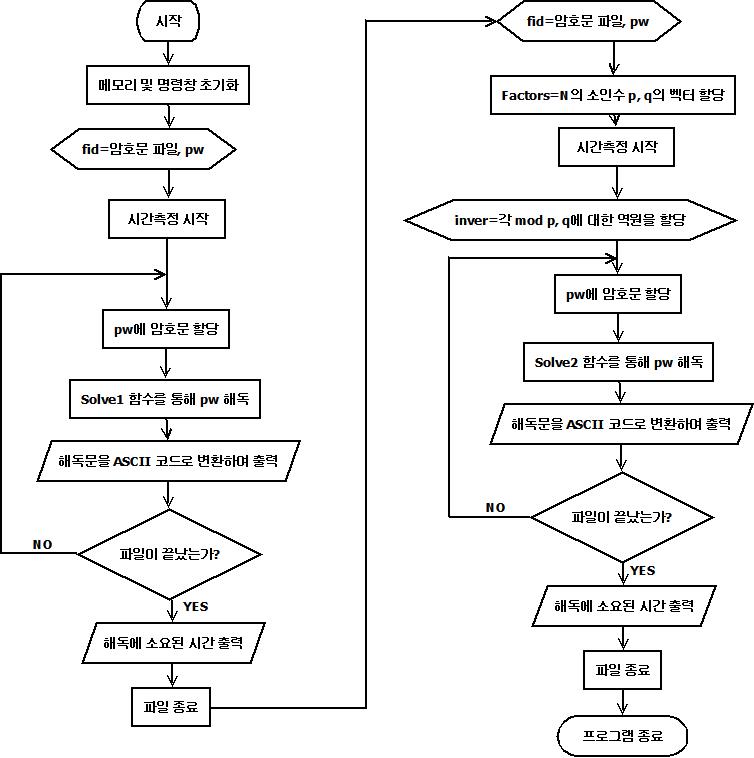 시작
메모리 및 명령창 초기화
fid=암호문 파일, pw
시간측정 시작
pw에 암호문 할당
Solve1 함수를 통해 pw 해독
해독문을 ASCII 코드로 변환하여 출력
파일이 끝났는가?
NO
YES
해독에 소요된 시간 출력
파일 종료
fid=암호문 파일, pw
Factors=N의 소인수 p, q의 벡터 할당
시간측정 시작
inver=각 mod p, q에 대한 역원을 할당
pw에 암호문 할당
Solve2 함수를 통해 pw 해독
해독문을 ASCII 코드로 변환하여 출력
파일이 끝났는가?
NO
YES
해독에 소요된 시간 출력
파일 종료
프로그램 종료